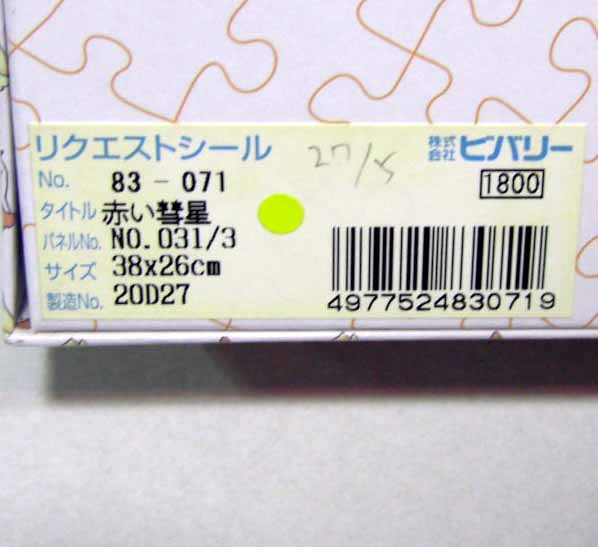 リクエストシール 27/5 株式会社 ビバリー
No. 83-071 1800
タイトル 赤い彗星
パネルNo. NO.031/3
サイズ 38x26cm
製造No. 20D27
4977524830719